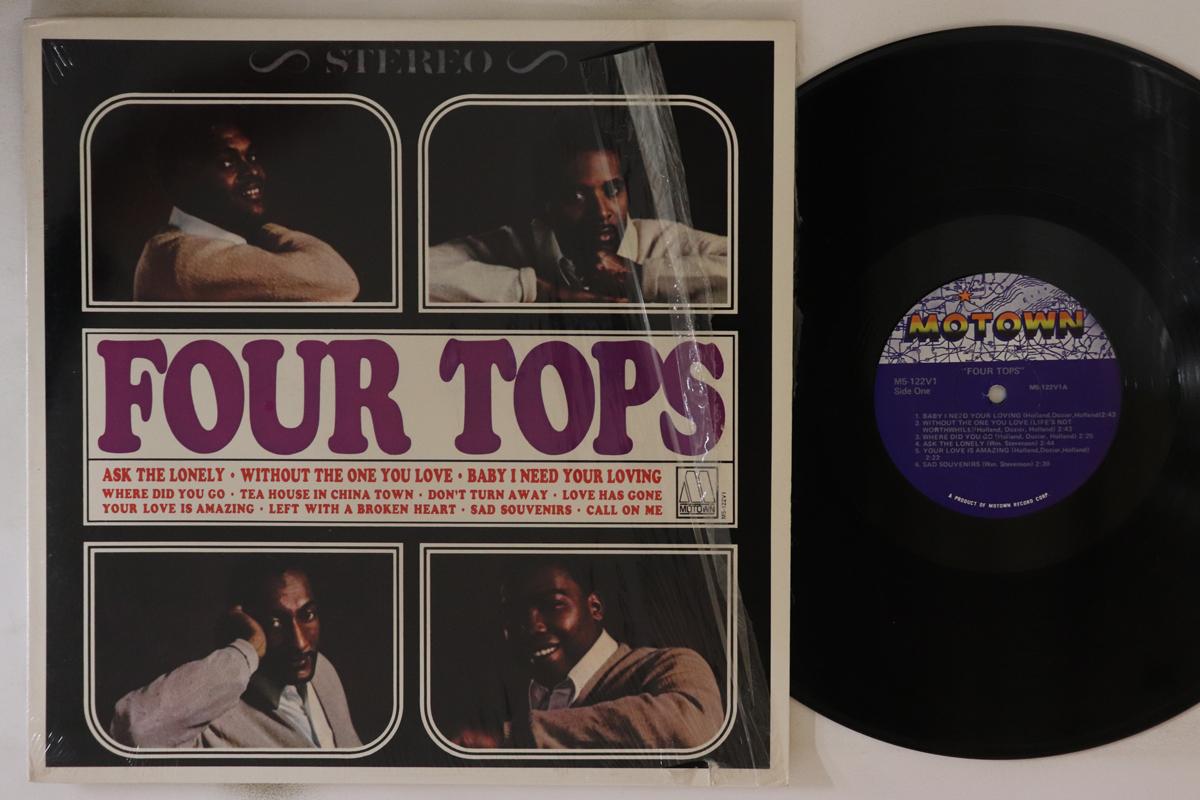 STEREO
FOUR TOPS
ASK THE LONELY • WITHOUT THE ONE YOU LOVE • BABY I NEED YOUR LOVING
WHERE DID YOU GO • TEA HOUSE IN CHINA TOWN • DON'T TURN AWAY • LOVE HAS GONE
YOUR LOVE IS AMAZING • LEFT WITH A BROKEN HEART • SAD SOUVENIRS • CALL ON ME
M
MOTOWN
M5-122V1
MOTOWN
"FOUR TOPS"
M5-122V1
Side One
M5-122V1A
1. BABY I NEED YOUR LOVING (Holland, Dozier, Holland) 2:43
2. WITHOUT THE ONE YOU LOVE (LIFE'S NOT
WORTHWHILE) (Holland, Dozier, Holland) 2:43
3. WHERE DID YOU GO (Holland, Dozier, Holland) 2:25
4. ASK THE LONELY (Wm. Stevenson) 2:44
5. YOUR LOVE IS AMAZING (Holland, Dozier, Holland)
2:22
6. SAD SOUVENIRS (Wm. Stevenson) 2:39
A PRODUCT OF MOTOWN RECORD CORP.